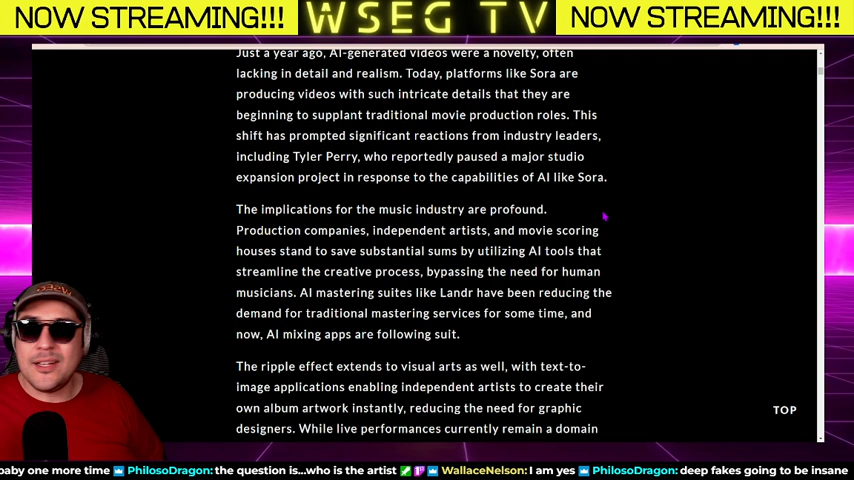 NOW STREAMING!!! WSEG TV NOW STREAMING!!!
Just a year ago, AI-generated videos were a novelty, often
lacking in detail and realism. Today, platforms like Sora are
producing videos with such intricate details that they are
beginning to supplant traditional movie production roles. This
shift has prompted significant reactions from industry leaders,
including Tyler Perry, who reportedly paused a major studio
expansion project in response to the capabilities of AI like Sora.
The implications for the music industry are profound.
Production companies, independent artists, and movie scoring
houses stand to save substantial sums by utilizing AI tools that
streamline the creative process, bypassing the need for human
musicians. AI mastering suites like Landr have been reducing the
demand for traditional mastering services for some time, and
now, AI mixing apps are following suit.
The ripple effect extends to visual arts as well, with text-to-
image applications enabling independent artists to create their
own album artwork instantly, reducing the need for graphic
designers. While live performances currently remain a domain
TOP
baby one more time PhilosoDragon: the question is...who is the artist WallaceNelson: I am yes PhilosoDragon: deep fakes going to be insane